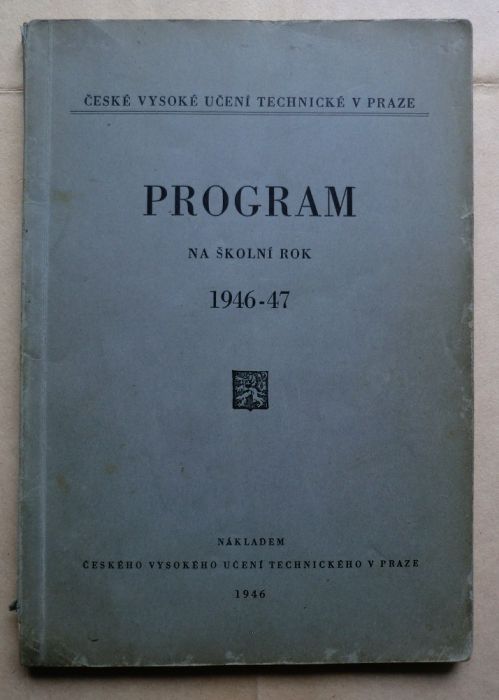 ČESKÉ VYSOKÉ UČENÍ TECHNICKÉ V PRAZE
PROGRAM
NA ŠKOLNÍ ROK
1946-47
NÁKLADEM
ČESKÉHO VYSOKÉHO UČENÍ TECHNICKÉHO V PRAZE
1946